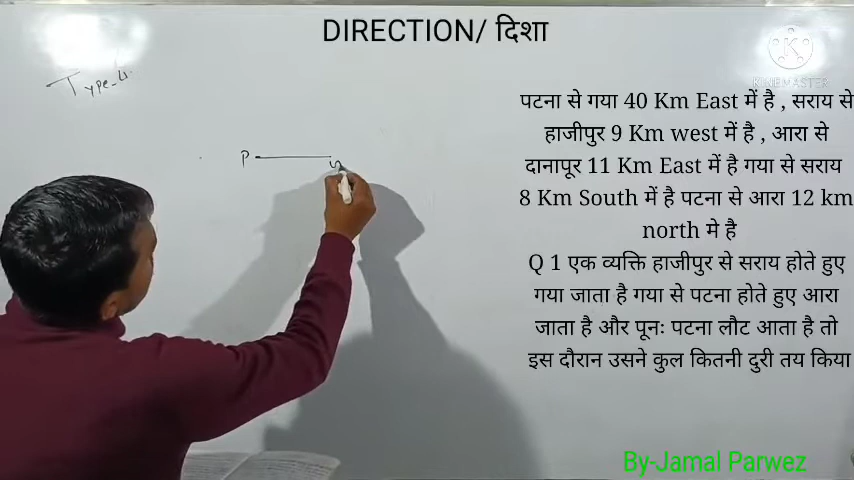 DIRECTION/ दिशा
KINEMASTER
Type-4
पटना से गया 40 Km East में है , सराय से
हाजीपुर 9 Km west में है , आरा से
दानापूर 11 Km East में है गया से सराय
8 Km South में है पटना से आरा 12 km
north मे है
Q 1 एक व्यक्ति हाजीपुर से सराय होते हुए
गया जाता है गया से पटना होते हुए आरा
जाता है और पूनः पटना लौट आता है तो
इस दौरान उसने कुल कितनी दुरी तय किया
P
By-Jamal Parwez